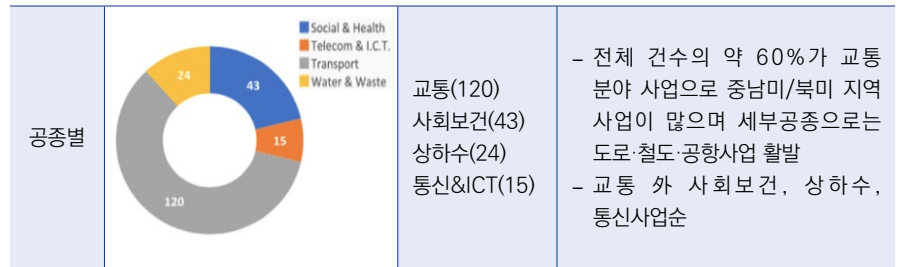 공종별
Social & Health
Telecom & I.C.T.
Transport
Water & Waste
24
43
15
120
교통(120)
사회보건(43)
상하수(24)
통신&ICT(15)
– 전체 건수의 약 60%가 교통
분야 사업으로 중남미/북미 지역
사업이 많으며 세부공종으로는
도로·철도·공항사업 활발
– 교통 外 사회보건, 상하수,
통신사업순